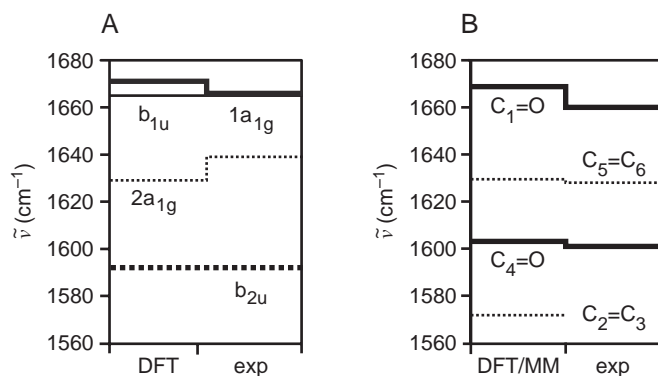 A
1680
1660
1640
1620
1600
1580
1560
ṽ (cm⁻¹)
b₁ᵤ
1a₁g
2a₁g
b₂ᵤ
DFT
exp
B
1680
1660
1640
1620
1600
1580
1560
ṽ (cm⁻¹)
C₁=O
C₅=C₆
C₄=O
C₂=C₃
DFT/MM
exp